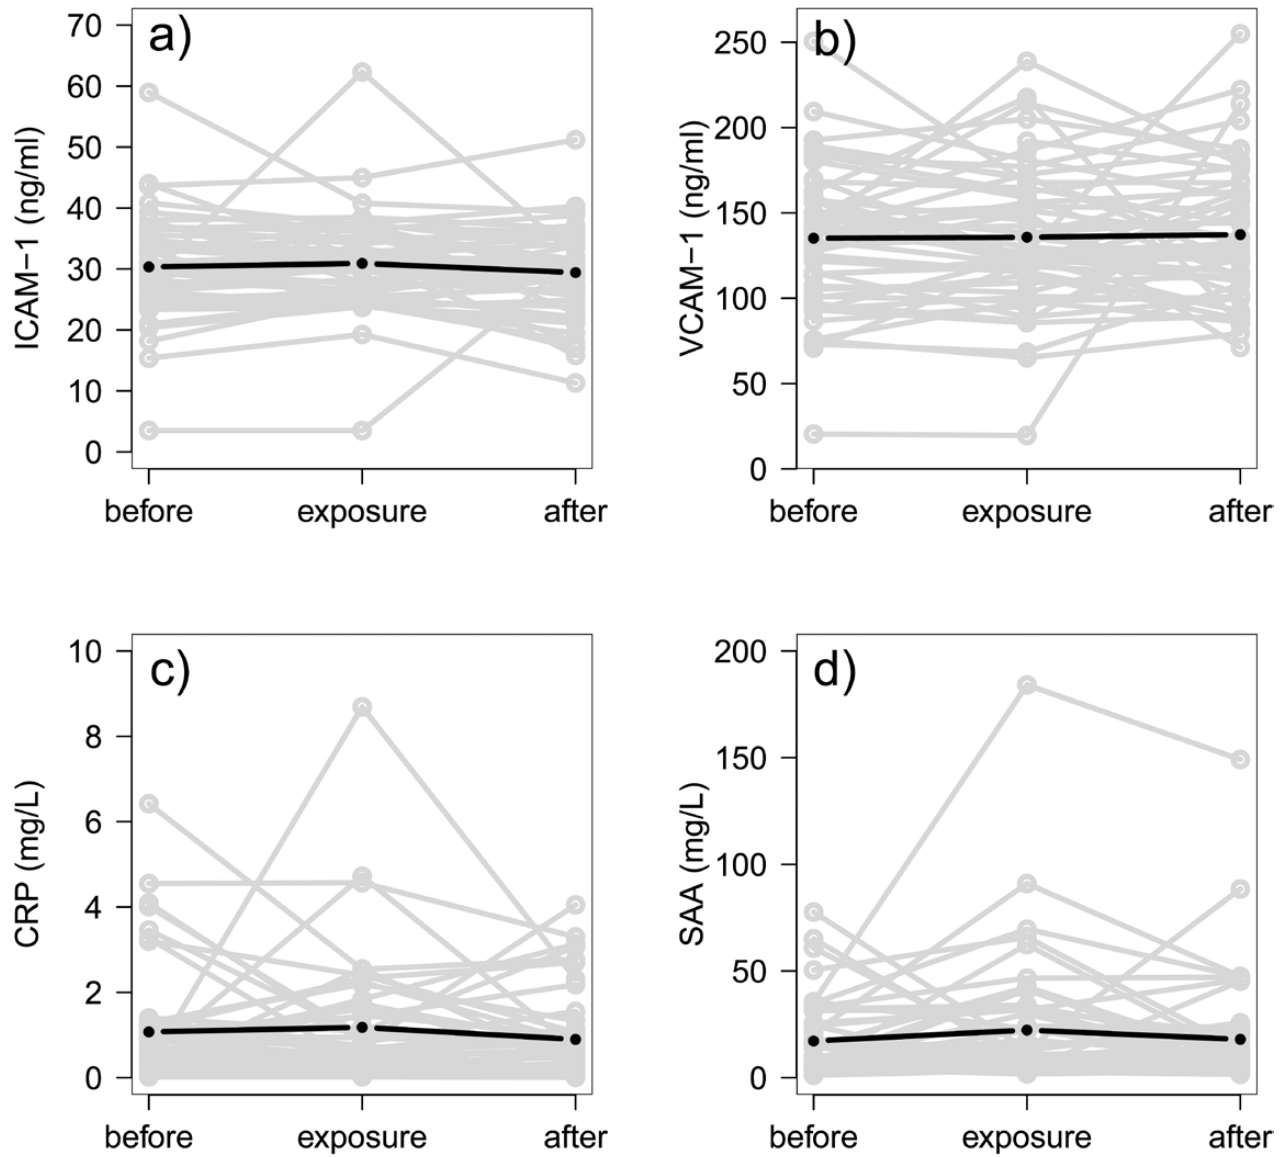 a)
ICAM−1 (ng/ml)
70
60
50
40
30
20
10
0
before exposure after
b)
VCAM−1 (ng/ml)
250
200
150
100
50
0
before exposure after
c)
CRP (mg/L)
10
8
6
4
2
0
before exposure after
d)
SAA (mg/L)
200
150
100
50
0
before exposure after